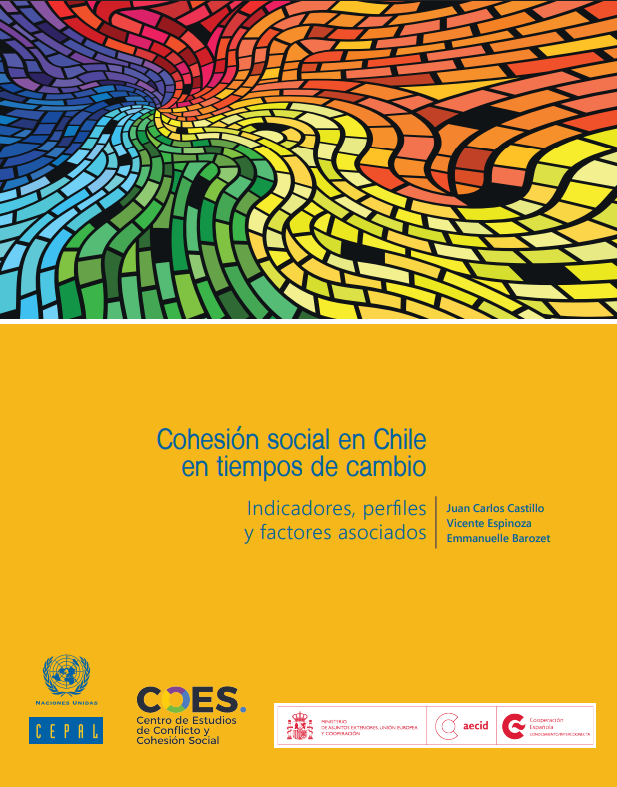 Cohesión social en Chile
en tiempos de cambio
Indicadores, perfiles
y factores asociados
Juan Carlos Castillo
Vicente Espinoza
Emmanuelle Barozet
NACIONES UNIDAS
CEPAL
COES.
Centro de Estudios
de Conflicto y
Cohesión Social
MINISTERIO
DE ASUNTOS EXTERIORES, UNIÓN EUROPEA
Y COOPERACIÓN
aecid
Cooperación
Española